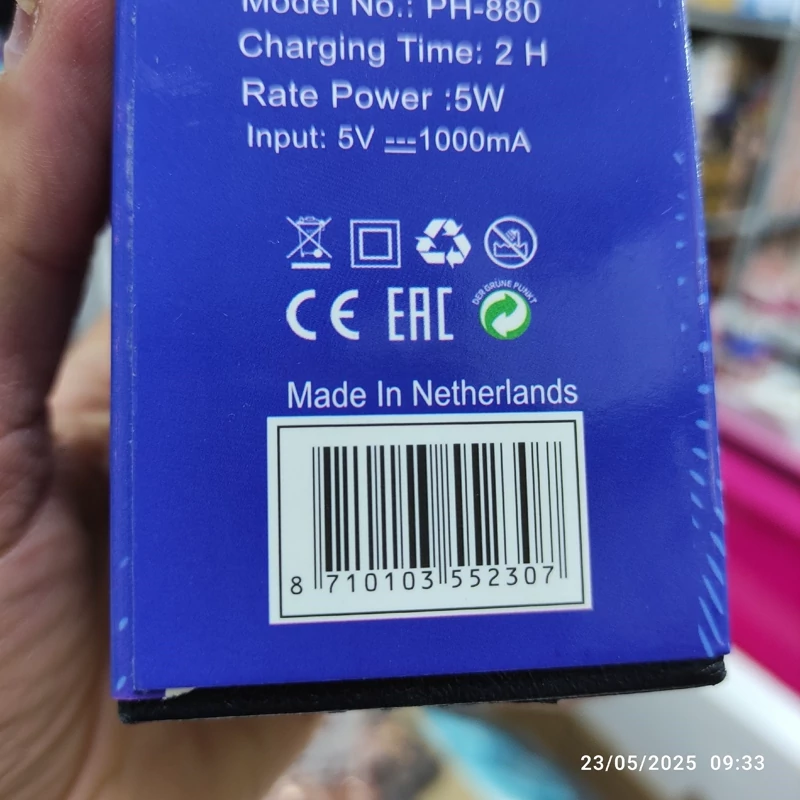 Model No.: PH-880
Charging Time: 2 H
Rate Power :5W
Input: 5V ⎓1000mA
CE EAC DER GRÜNE PUNKT
Made In Netherlands
8 710103 552307
23/05/2025 09:33